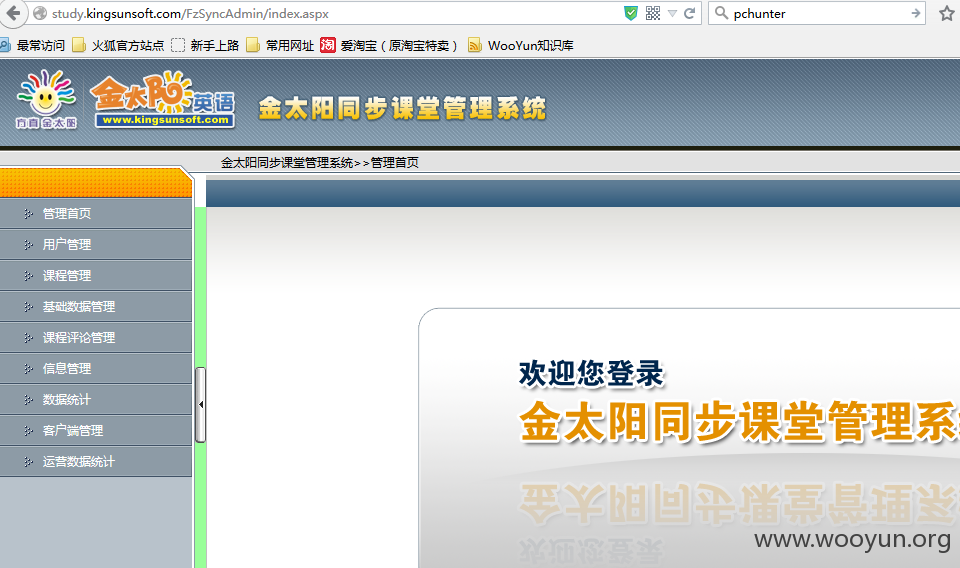 study.kingsunsoft.com/FzSyncAdmin/index.aspx
pchunter
最常访问 火狐官方站点 新手上路 常用网址 淘 爱淘宝（原淘宝特卖） WooYun知识库
方直金太阳
金太阳英语
www.kingsunsoft.com
金太阳同步课堂管理系统
金太阳同步课堂管理系统>>管理首页
管理首页
用户管理
课程管理
基础数据管理
课程评论管理
信息管理
数据统计
客户端管理
运营数据统计
欢迎您登录
金太阳同步课堂管理系
www.wooyun.org